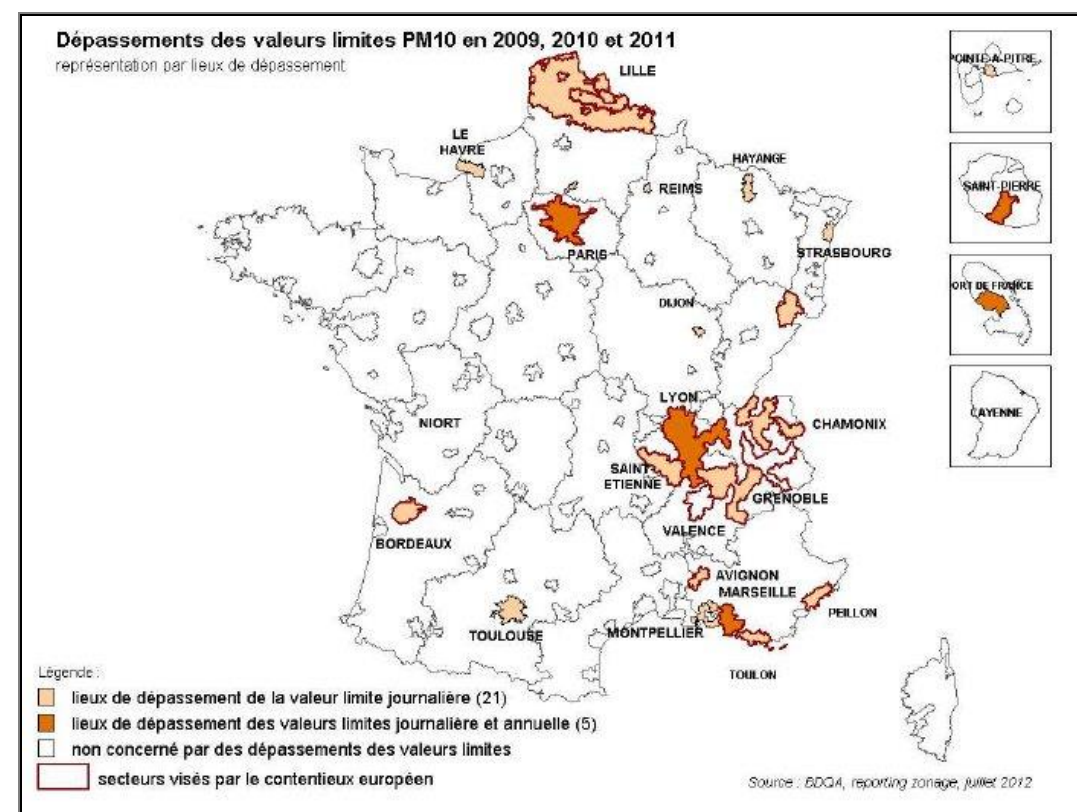 Dépassements des valeurs limites PM10 en 2009, 2010 et 2011
représentation par lieux de dépassement
LILLE
POINTE-A-PITRE
LE
HAVRE
HAYANGE
REIMS
SAINT-PIERRE
PARIS
STRASBOURG
ORT DE FRANCE
DIJON
LYON
CAYENNE
NIORT
CHAMONIX
SAINT-
ETIENNE
GRENOBLE
VALENCE
BORDEAUX
AVIGNON
MARSEILLE
PEILLON
TOULOUSE
MONTPELLIER
TOULON
Légende :
lieux de dépassement de la valeur limite journalière (21)
lieux de dépassement des valeurs limites journalière et annuelle (5)
non concerné par des dépassements des valeurs limites
secteurs visés par le contentieux européen
Source : BDQA, reporting zonage, juillet 2012